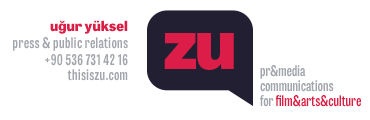 uğur yüksel
press & public relations
+90 536 731 42 16
thisiszu.com
zu
pr&media
communications
for film&arts&culture